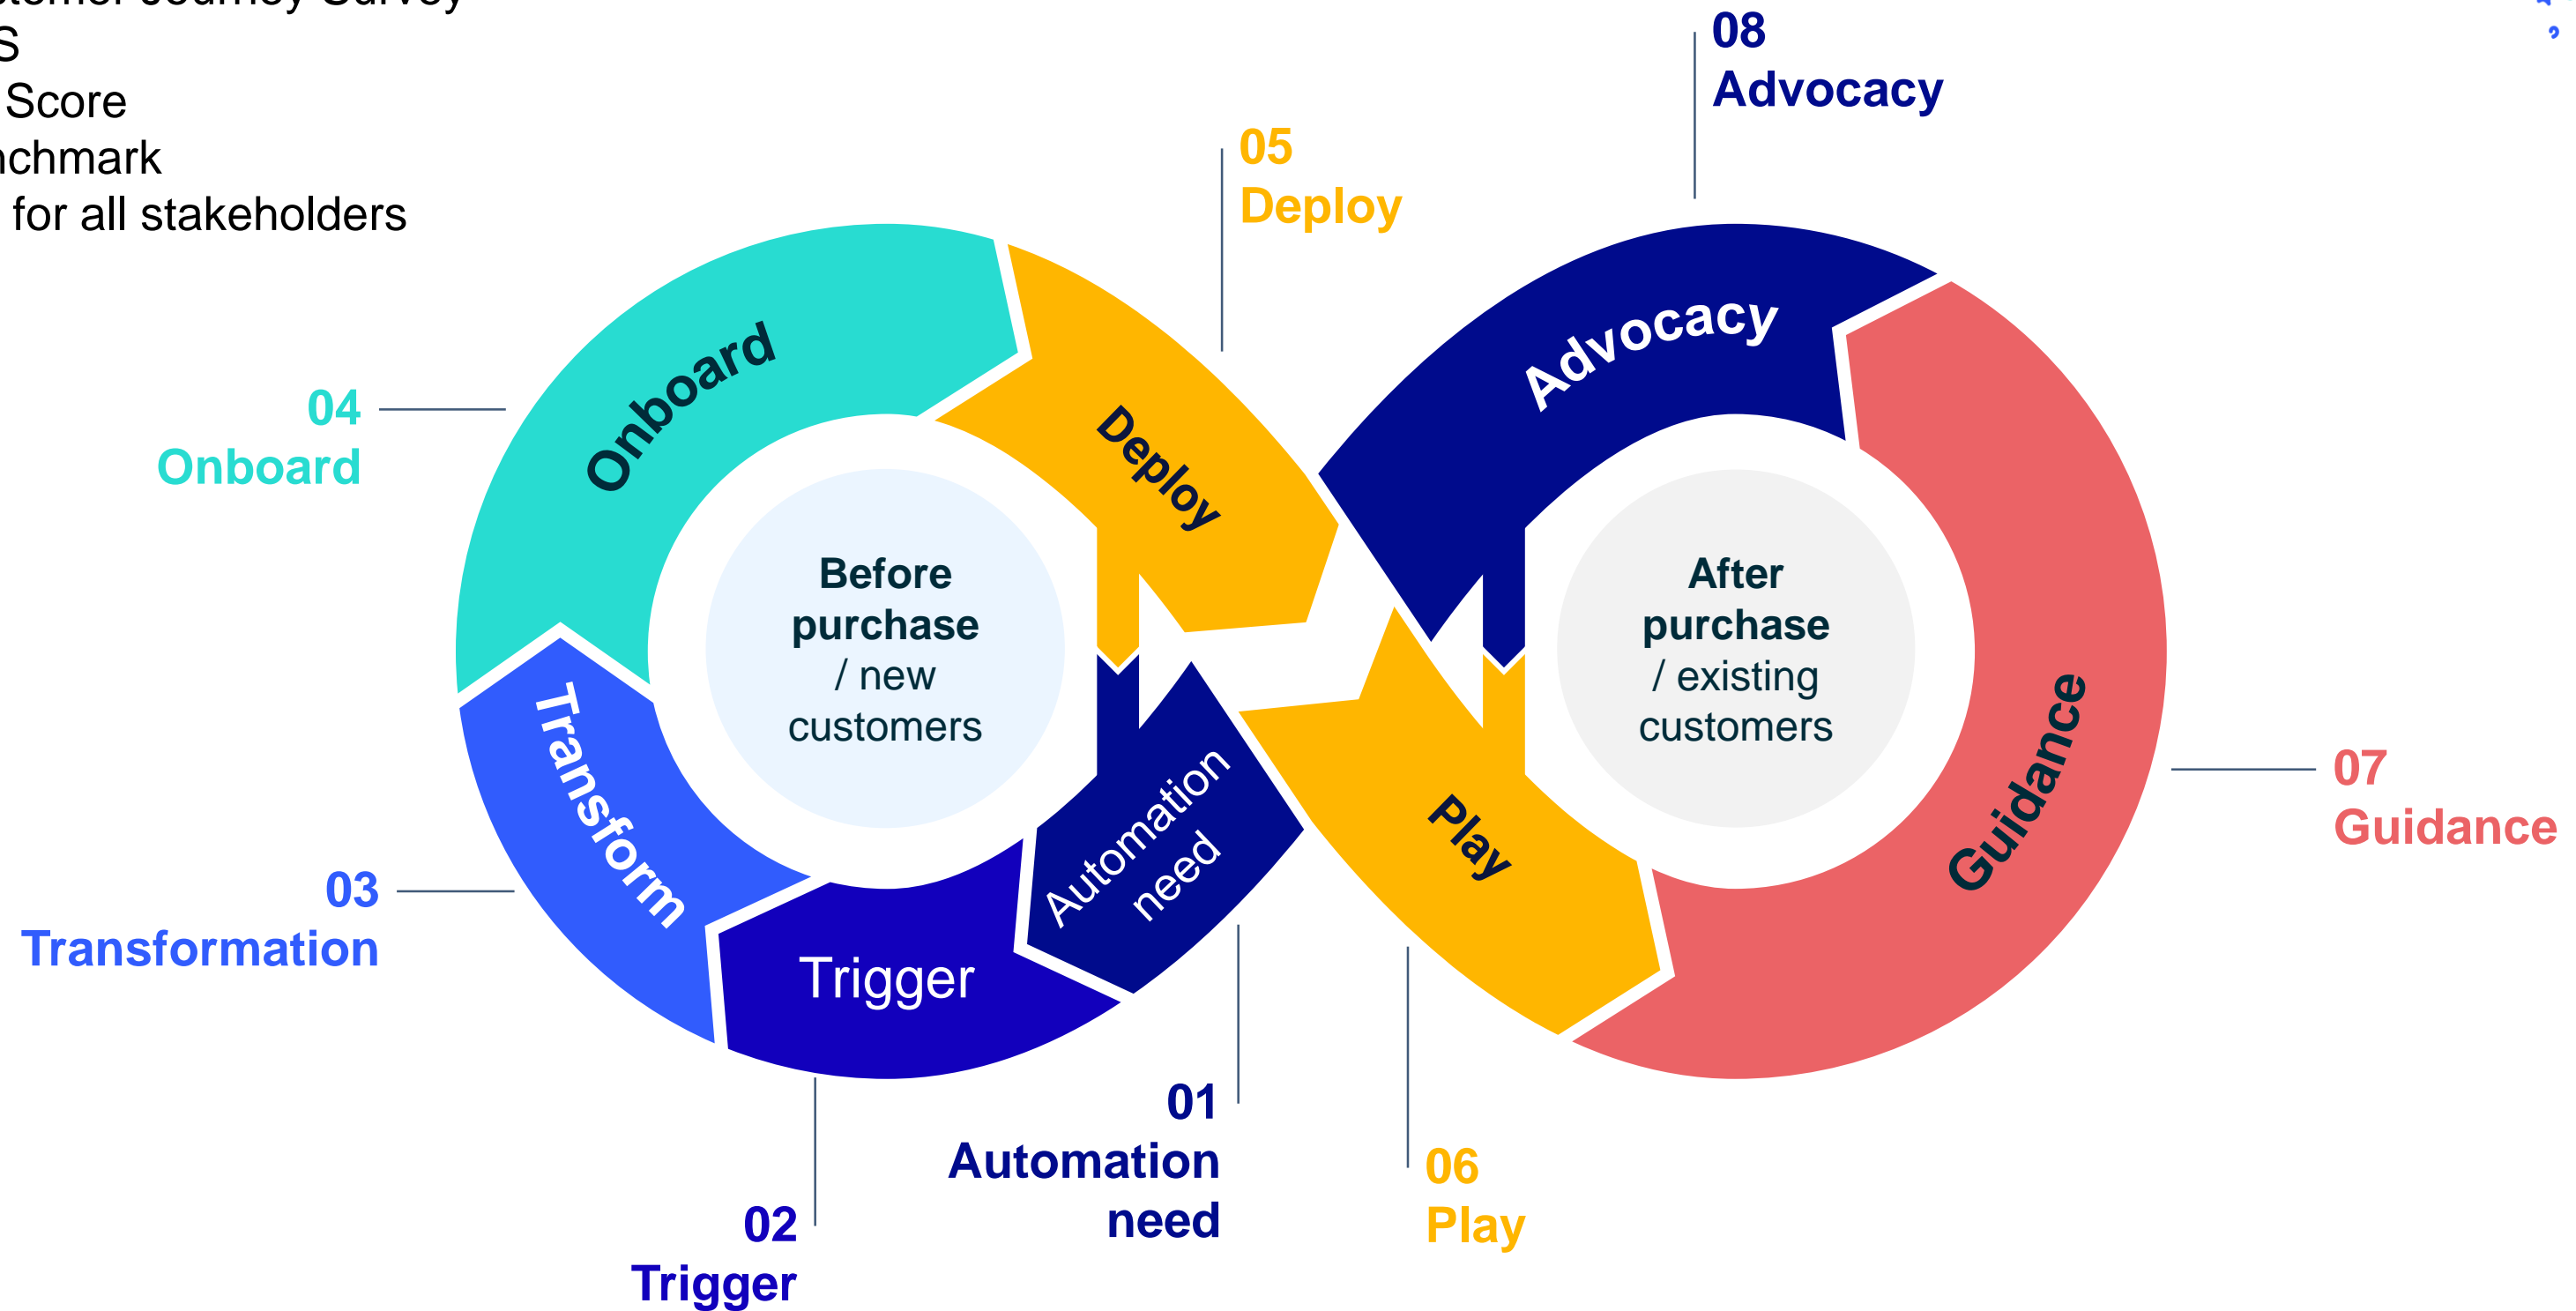 Journey Survey
S
Score
for all stakeholders
08
Advocacy
05
Deploy
04
Onboard
03
Transformation
02
Trigger
01
Automation
need
06
Play
07
Guidance
Onboard
Deploy
Advocacy
Transform
Trigger
Automation
need
Play
Guidance
Before
purchase
/ new
customers
After
purchase
/ existing
customers